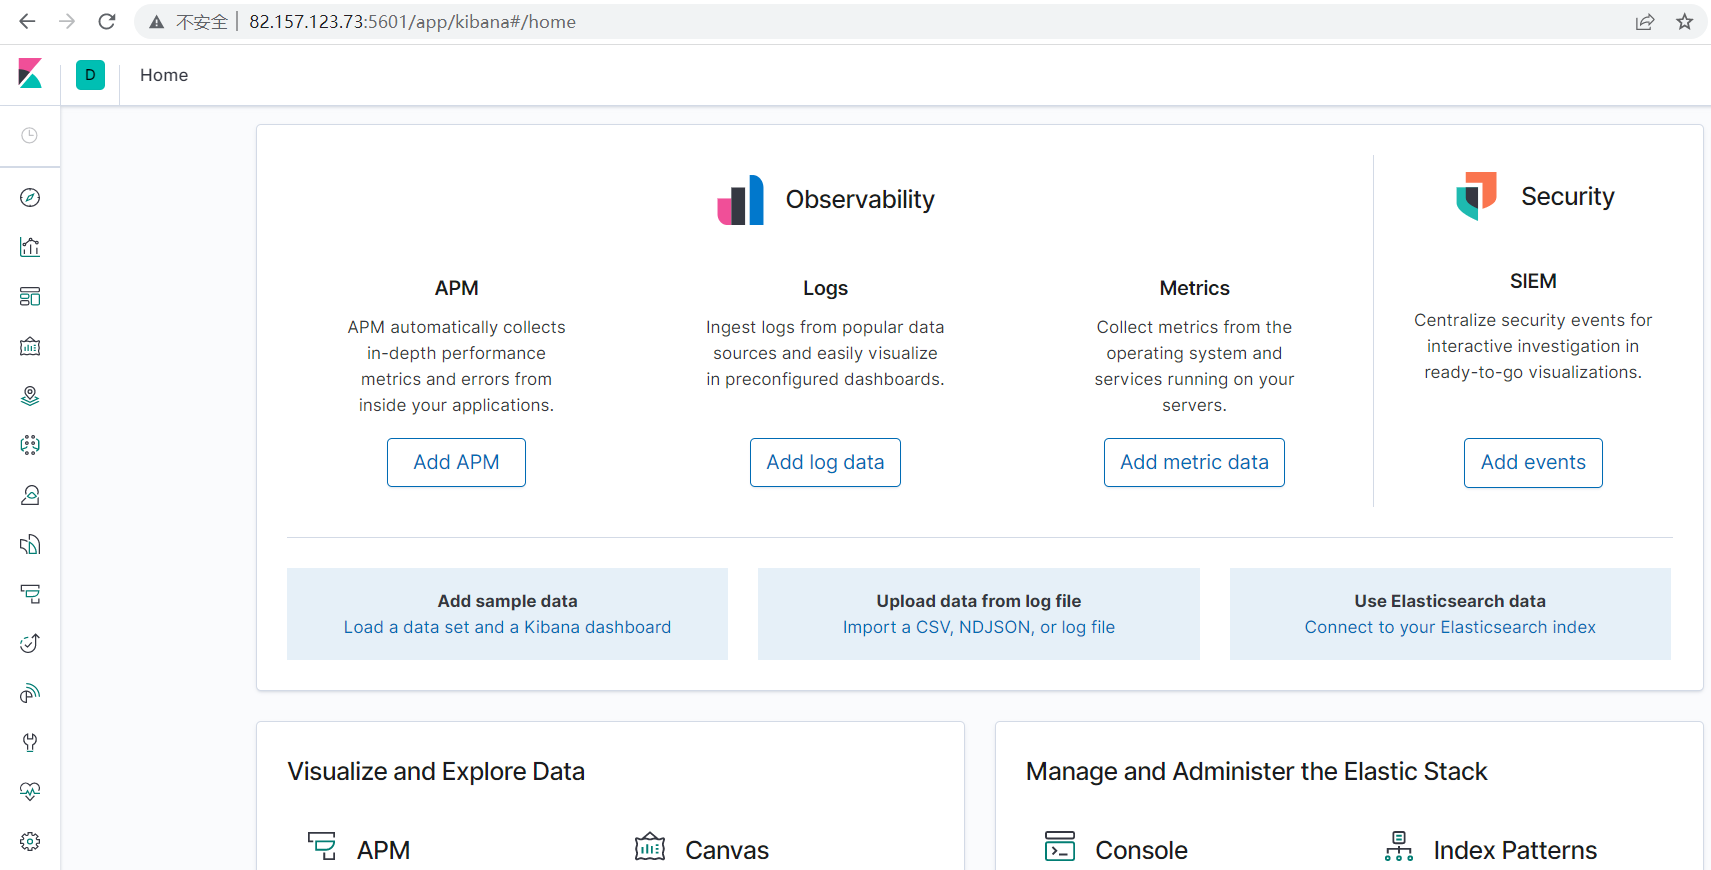 不安全 82.157.123.73:5601/app/kibana#/home
D Home
Observability
APM
APM automatically collects
in-depth performance
metrics and errors from
inside your applications.
Add APM
Logs
Ingest logs from popular data
sources and easily visualize
in preconfigured dashboards.
Add log data
Metrics
Collect metrics from the
operating system and
services running on your
servers.
Add metric data
Security
SIEM
Centralize security events for
interactive investigation in
ready-to-go visualizations.
Add events
Add sample data
Load a data set and a Kibana dashboard
Upload data from log file
Import a CSV, NDJSON, or log file
Use Elasticsearch data
Connect to your Elasticsearch index
Visualize and Explore Data
APM
Canvas
Manage and Administer the Elastic Stack
Console
Index Patterns